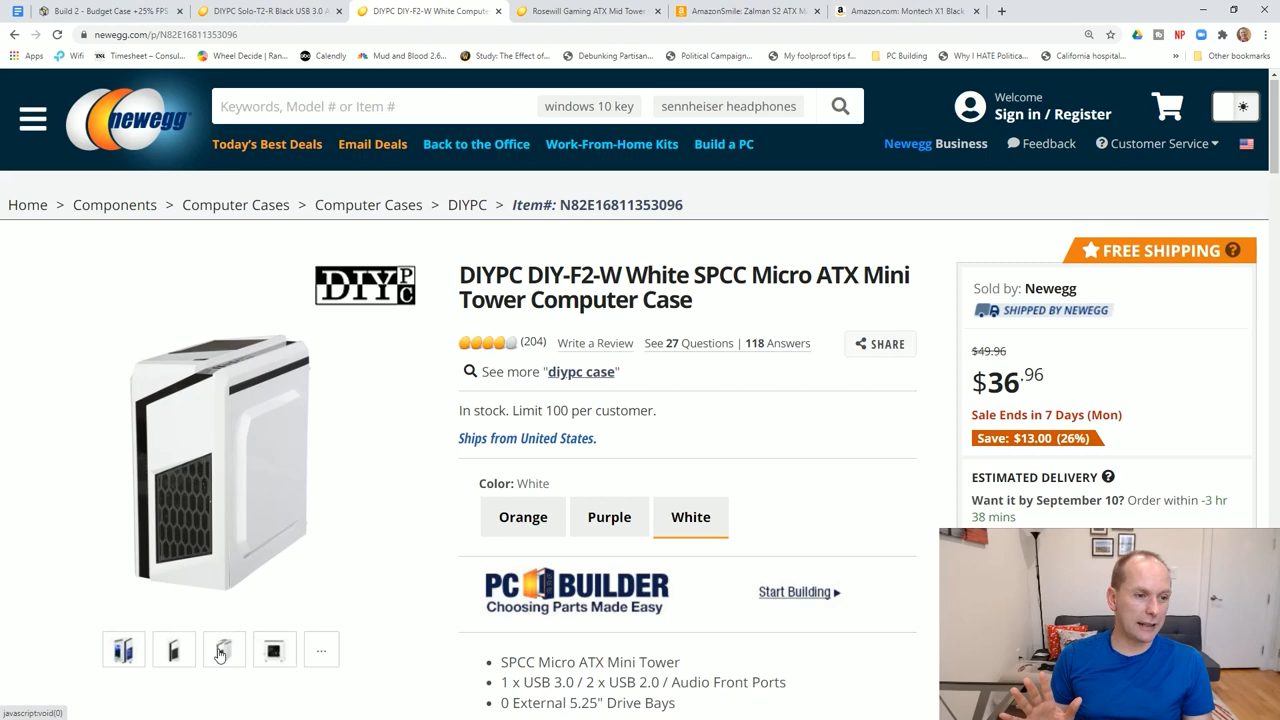 Build 2 - Budget Case +25% FPS
DIYPC Solo-T2-R Black USB 3.0 A
DIYPC DIY-F2-W White Compute
Rosewill Gaming ATX Mid Tower
AmazonSmile: Zalman S2 ATX M
Amazon.com: Montech X1 Black
newegg.com/p/N82E16811353096
Apps Wifi Timesheet – Consul... Wheel Decide | Ran... Calendly Mud and Blood 2.6... Study: The Effect of... Debunking Partisan... Political Campaign... My foolproof tips f... PC Building Why I HATE Politica... California hospital... » Other bookmarks
newegg
Keywords, Model # or Item # windows 10 key sennheiser headphones
Welcome
Sign in / Register
Today's Best Deals Email Deals Back to the Office Work-From-Home Kits Build a PC
Newegg Business Feedback Customer Service
Home > Components > Computer Cases > Computer Cases > DIYPC > Item#: N82E16811353096
DIYPC
DIYPC DIY-F2-W White SPCC Micro ATX Mini
Tower Computer Case
(204) Write a Review See 27 Questions | 118 Answers
SHARE
See more "diypc case"
In stock. Limit 100 per customer.
Ships from United States.
Color: White
Orange Purple White
PC BUILDER
Choosing Parts Made Easy
Start Building
• SPCC Micro ATX Mini Tower
• 1 x USB 3.0 / 2 x USB 2.0 / Audio Front Ports
• 0 External 5.25" Drive Bays
...
FREE SHIPPING ?
Sold by: Newegg
SHIPPED BY NEWEGG
$49.96
$36.96
Sale Ends in 7 Days (Mon)
Save: $13.00 (26%)
ESTIMATED DELIVERY ?
Want it by September 10? Order within -3 hr
38 mins
javascript:void(0)